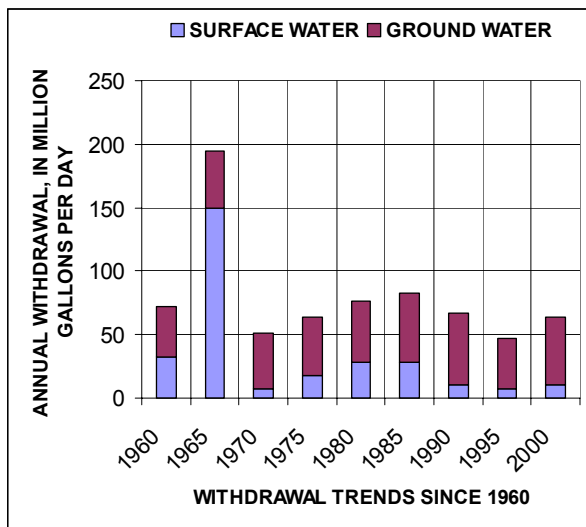 SURFACE WATER GROUND WATER
ANNUAL WITHDRAWAL, IN MILLION
GALLONS PER DAY
250
200
150
100
50
0
1960 1965 1970 1975 1980 1985 1990 1995 2000
WITHDRAWAL TRENDS SINCE 1960